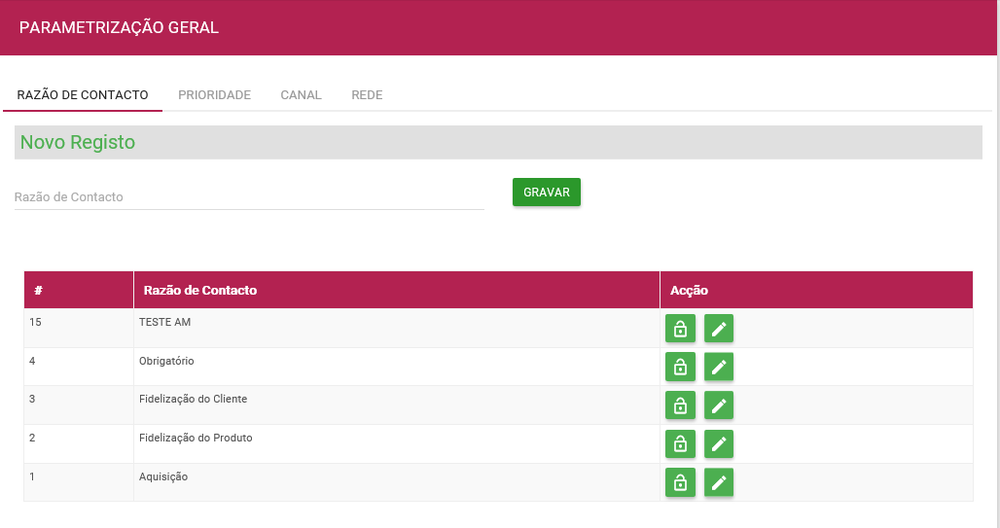 PARAMETRIZAÇÃO GERAL
RAZÃO DE CONTACTO PRIORIDADE CANAL REDE
Novo Registo
Razão de Contacto GRAVAR
# Razão de Contacto Acção
15 TESTE AM
4 Obrigatório
3 Fidelização do Cliente
2 Fidelização do Produto
1 Aquisição